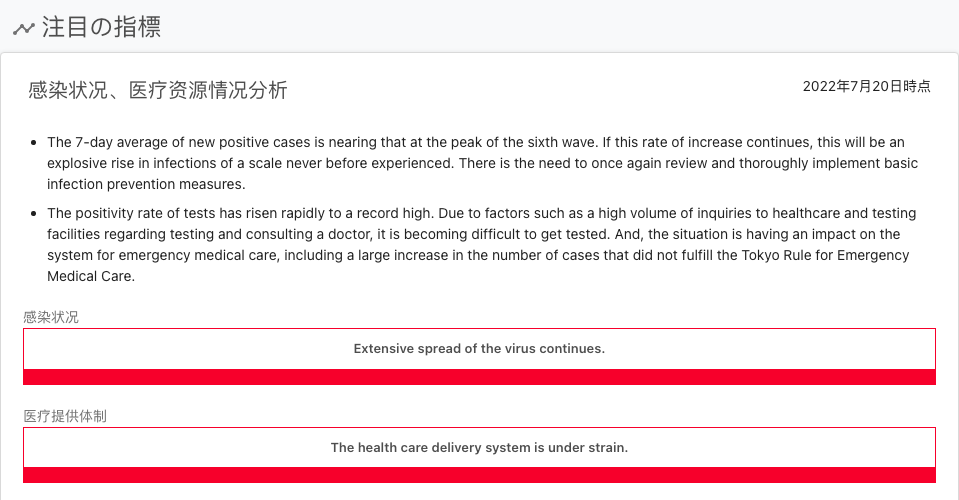 注目の指標
感染状况、医疗资源情况分析
2022年7月20日時点
The 7-day average of new positive cases is nearing that at the peak of the sixth wave. If this rate of increase continues, this will be an
explosive rise in infections of a scale never before experienced. There is the need to once again review and thoroughly implement basic
infection prevention measures.
The positivity rate of tests has risen rapidly to a record high. Due to factors such as a high volume of inquiries to healthcare and testing
facilities regarding testing and consulting a doctor, it is becoming difficult to get tested. And, the situation is having an impact on the
system for emergency medical care, including a large increase in the number of cases that did not fulfill the Tokyo Rule for Emergency
Medical Care.
感染状况
Extensive spread of the virus continues.
医疗提供体制
The health care delivery system is under strain.